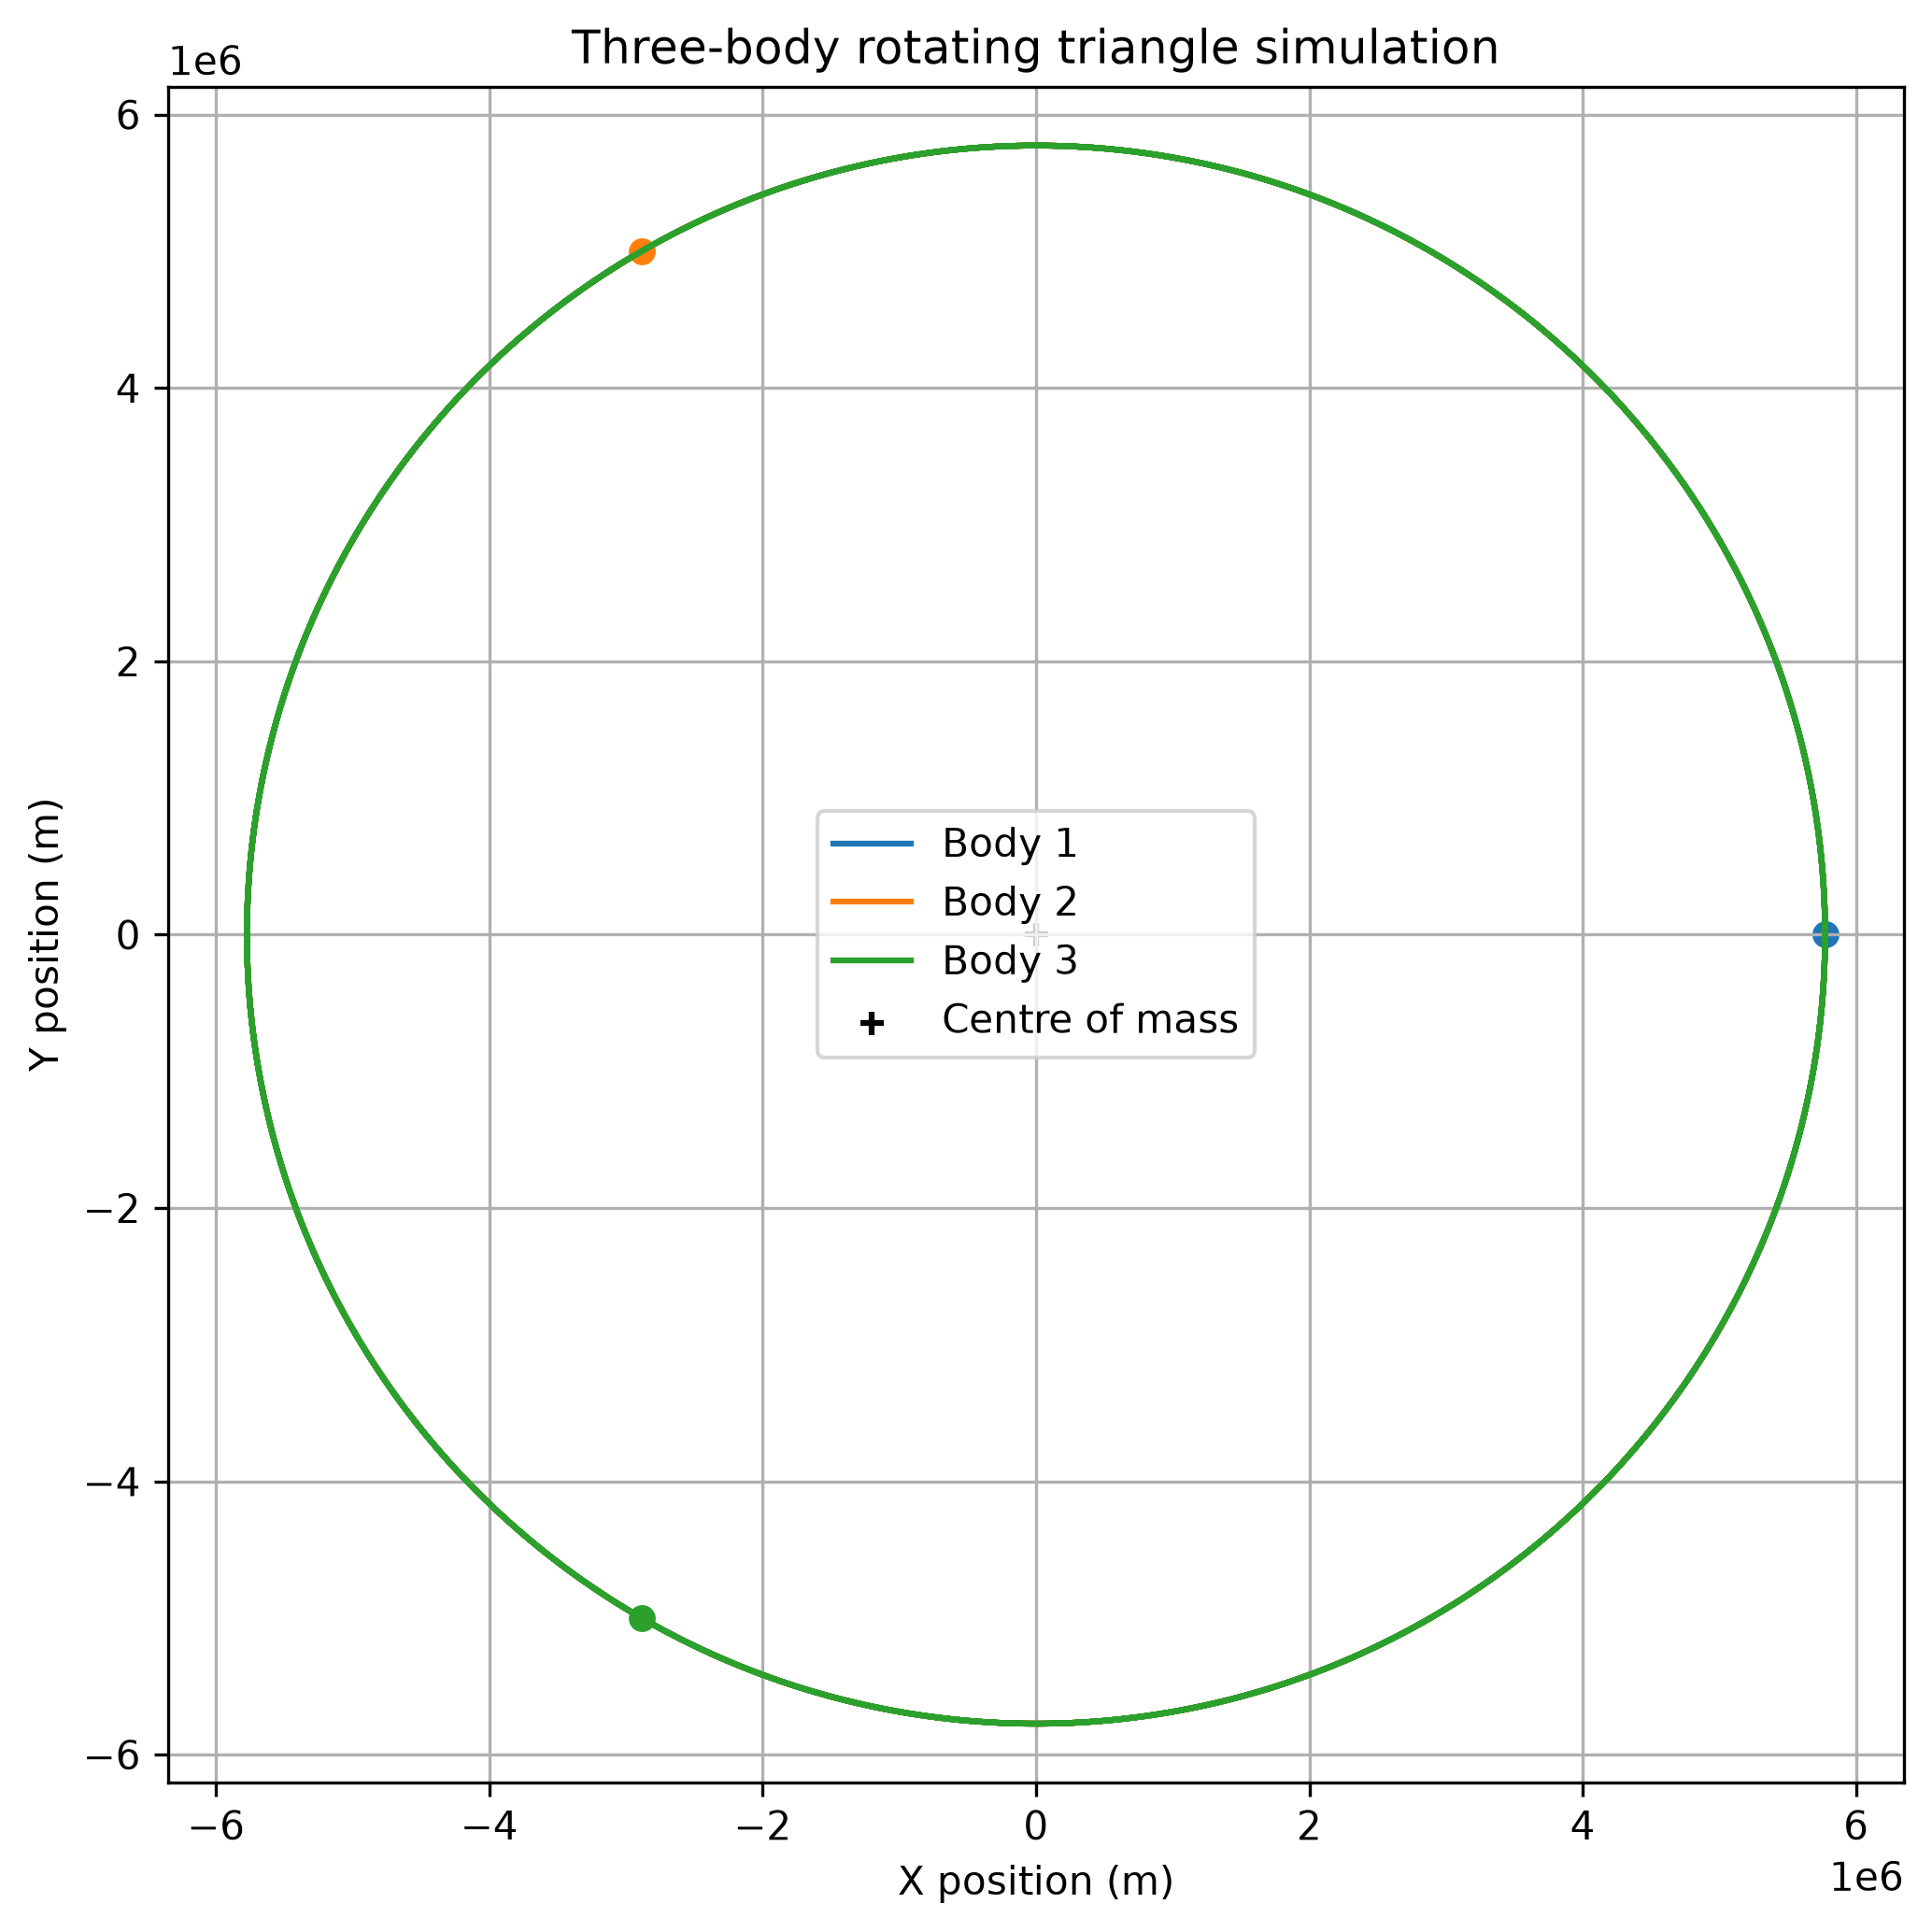 Three-body rotating triangle simulation
1e6
6
4
2
0
−2
−4
−6
Y position (m)
Body 1
Body 2
Body 3
Centre of mass
−6 −4 −2 0 2 4 6
X position (m)
1e6